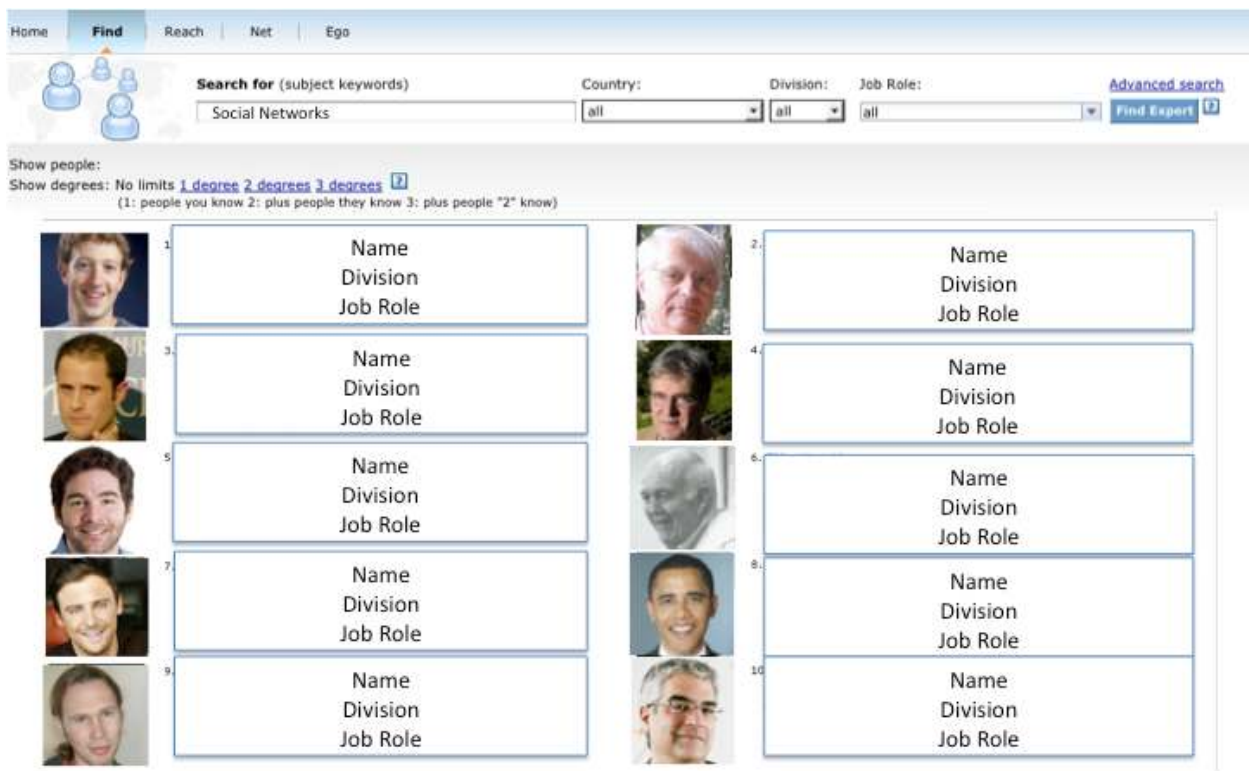 Home Find Reach Net Ego
Search for (subject keywords) Country: Division: Job Role: Advanced search
Social Networks all all all Find Expert ?
Show people:
Show degrees: No limits 1 degree 2 degrees 3 degrees ?
(1: people you know 2: plus people they know 3: plus people "2" know)
1 Name 2. Name
Division Division
Job Role Job Role
3. Name 4. Name
Division Division
Job Role Job Role
5 Name 6. Name
Division Division
Job Role Job Role
7. Name 8. Name
Division Division
Job Role Job Role
9. Name 10 Name
Division Division
Job Role Job Role